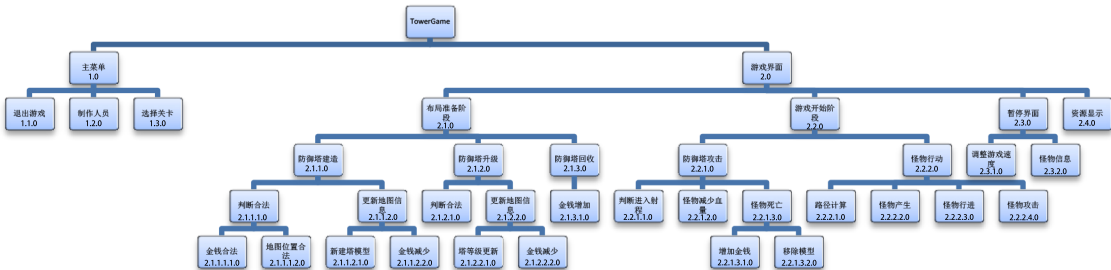 TowerGame
主菜单
1.0
游戏界面
2.0
退出游戏
1.1.0
制作人员
1.2.0
选择关卡
1.3.0
布局准备阶
段
2.1.0
游戏开始阶
段
2.2.0
暂停界面
2.3.0
资源显示
2.4.0
防御塔建造
2.1.1.0
防御塔升级
2.1.2.0
防御塔回收
2.1.3.0
防御塔攻击
2.2.1.0
怪物行动
2.2.2.0
调整游戏速
度
2.3.1.0
怪物信息
2.3.2.0
判断合法
2.1.1.1.0
更新地图信
息
2.1.1.2.0
判断合法
2.1.2.1.0
更新地图信
息
2.1.2.2.0
金钱增加
2.1.3.1.0
判断进入射
程
2.2.1.1.0
怪物减少血
量
2.2.1.2.0
怪物死亡
2.2.1.3.0
路径计算
2.2.2.1.0
怪物产生
2.2.2.2.0
怪物行进
2.2.2.3.0
怪物攻击
2.2.2.4.0
金钱合法
2.1.1.1.1.0
地图位置合
法
2.1.1.1.2.0
新建塔模型
2.1.1.2.1.0
金钱减少
2.1.1.2.2.0
塔等级更新
2.1.2.2.1.0
金钱减少
2.1.2.2.2.0
增加金钱
2.2.1.3.1.0
移除模型
2.2.1.3.2.0